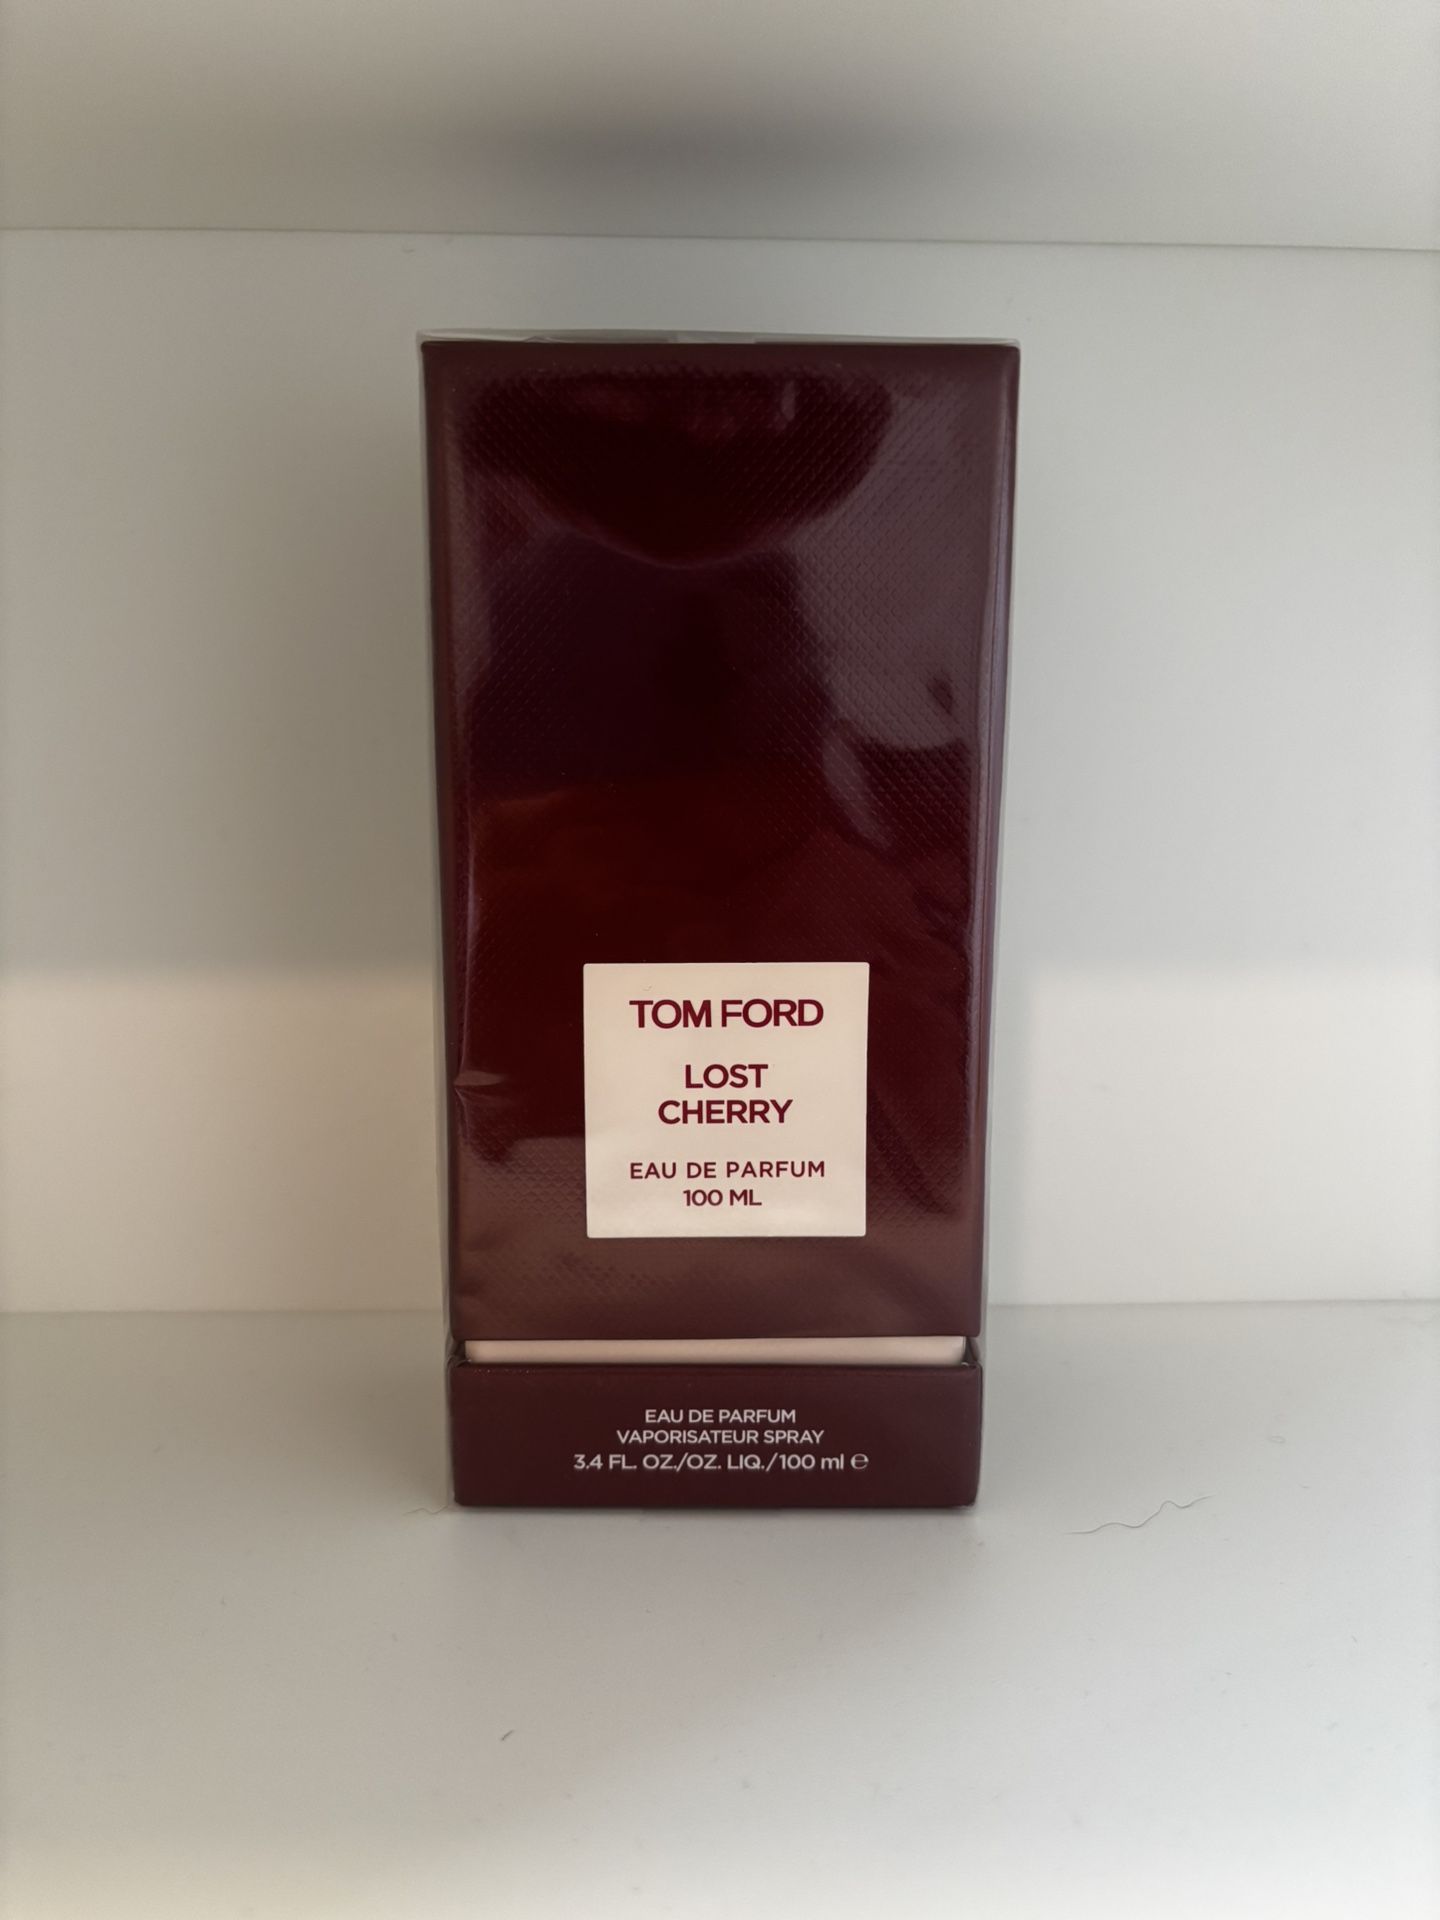 TOM FORD
LOST
CHERRY
EAU DE PARFUM
100 ML
EAU DE PARFUM
VAPORISATEUR SPRAY
3.4 FL. OZ./OZ. LIQ./100 ml ℮